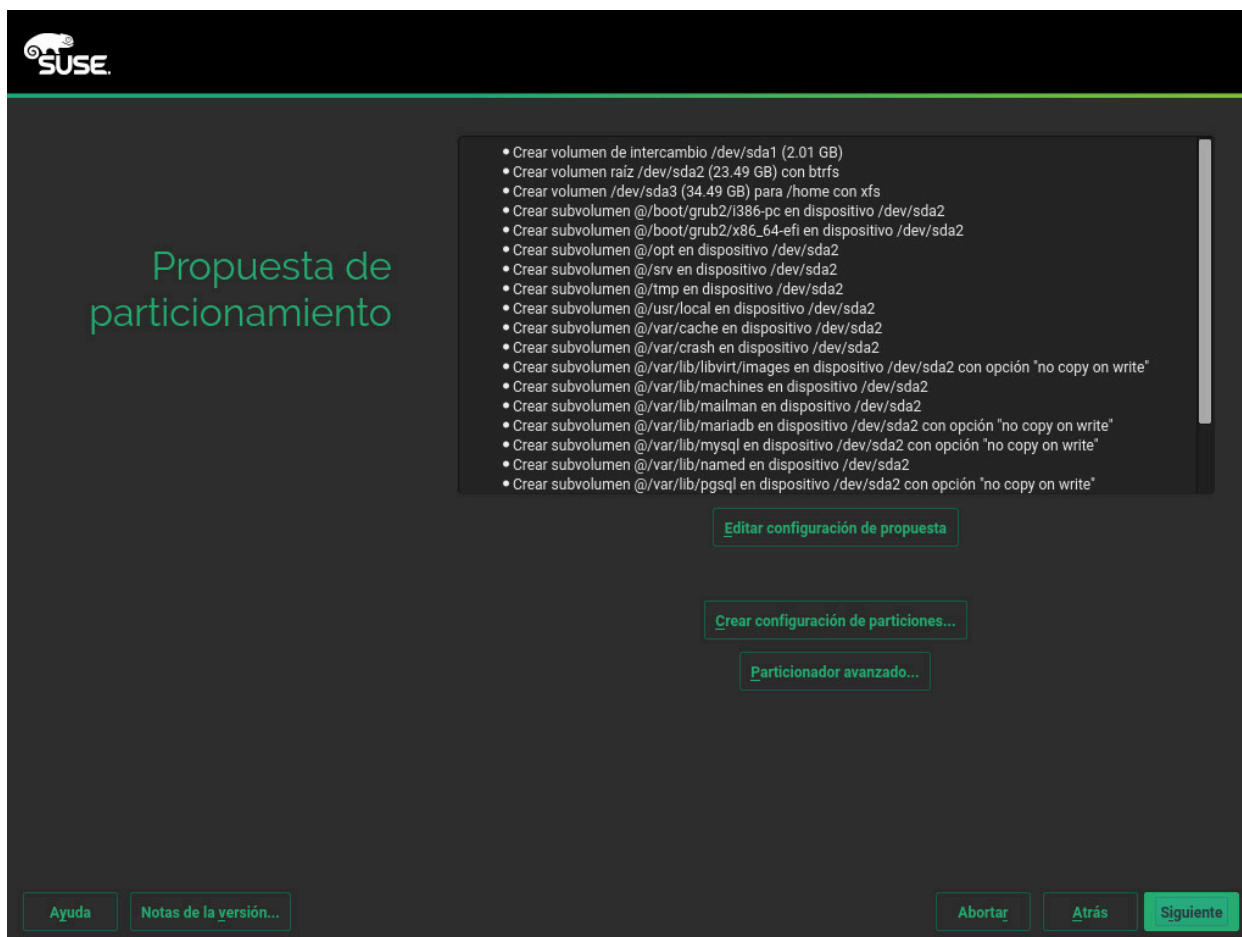 SUSE.
Propuesta de
particionamiento
• Crear volumen de intercambio /dev/sda1 (2.01 GB)
• Crear volumen raíz /dev/sda2 (23.49 GB) con btrfs
• Crear volumen /dev/sda3 (34.49 GB) para /home con xfs
• Crear subvolumen @/boot/grub2/i386-pc en dispositivo /dev/sda2
• Crear subvolumen @/boot/grub2/x86_64-efi en dispositivo /dev/sda2
• Crear subvolumen @/opt en dispositivo /dev/sda2
• Crear subvolumen @/srv en dispositivo /dev/sda2
• Crear subvolumen @/tmp en dispositivo /dev/sda2
• Crear subvolumen @/usr/local en dispositivo /dev/sda2
• Crear subvolumen @/var/cache en dispositivo /dev/sda2
• Crear subvolumen @/var/crash en dispositivo /dev/sda2
• Crear subvolumen @/var/lib/libvirt/images en dispositivo /dev/sda2 con opción "no copy on write"
• Crear subvolumen @/var/lib/machines en dispositivo /dev/sda2
• Crear subvolumen @/var/lib/mailman en dispositivo /dev/sda2
• Crear subvolumen @/var/lib/mariadb en dispositivo /dev/sda2 con opción "no copy on write"
• Crear subvolumen @/var/lib/mysql en dispositivo /dev/sda2 con opción "no copy on write"
• Crear subvolumen @/var/lib/named en dispositivo /dev/sda2
• Crear subvolumen @/var/lib/pgsql en dispositivo /dev/sda2 con opción "no copy on write"
Editar configuración de propuesta
Crear configuración de particiones...
Particionador avanzado...
Ayuda
Notas de la versión...
Abortar
Atrás
Siguiente